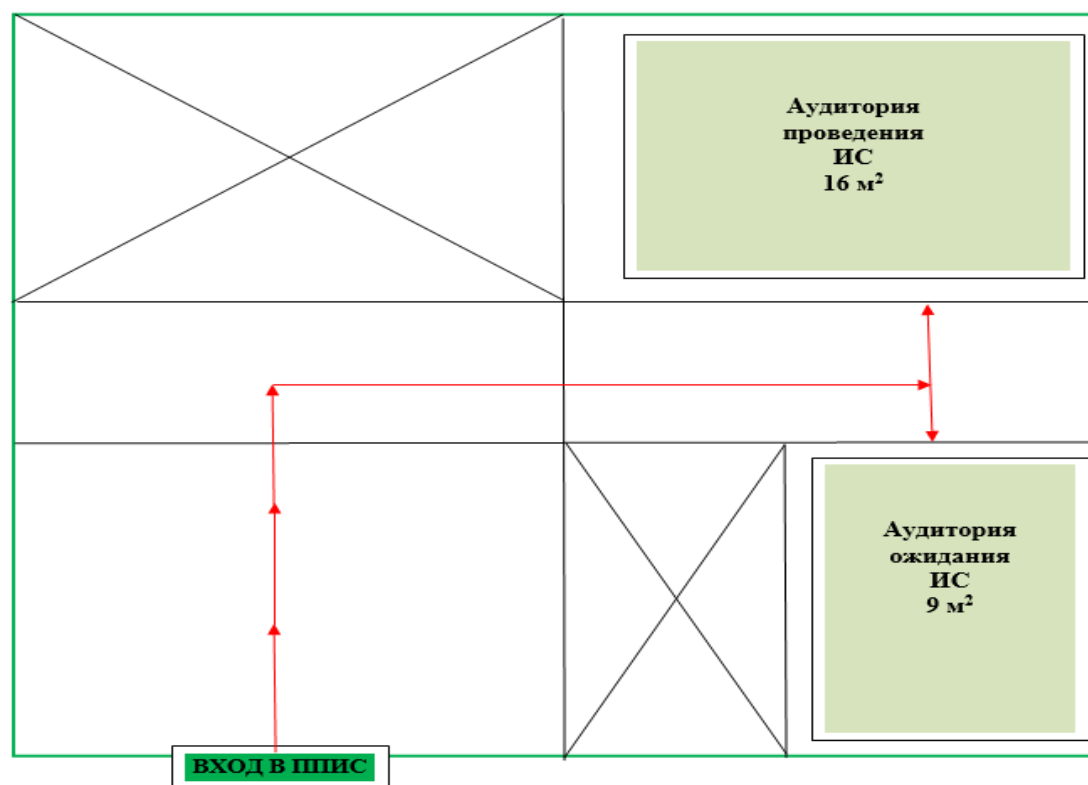 Аудитория
проведения
ИС
16 м²
Аудитория
ожидания
ИС
9 м²
ВХОД В ППИС